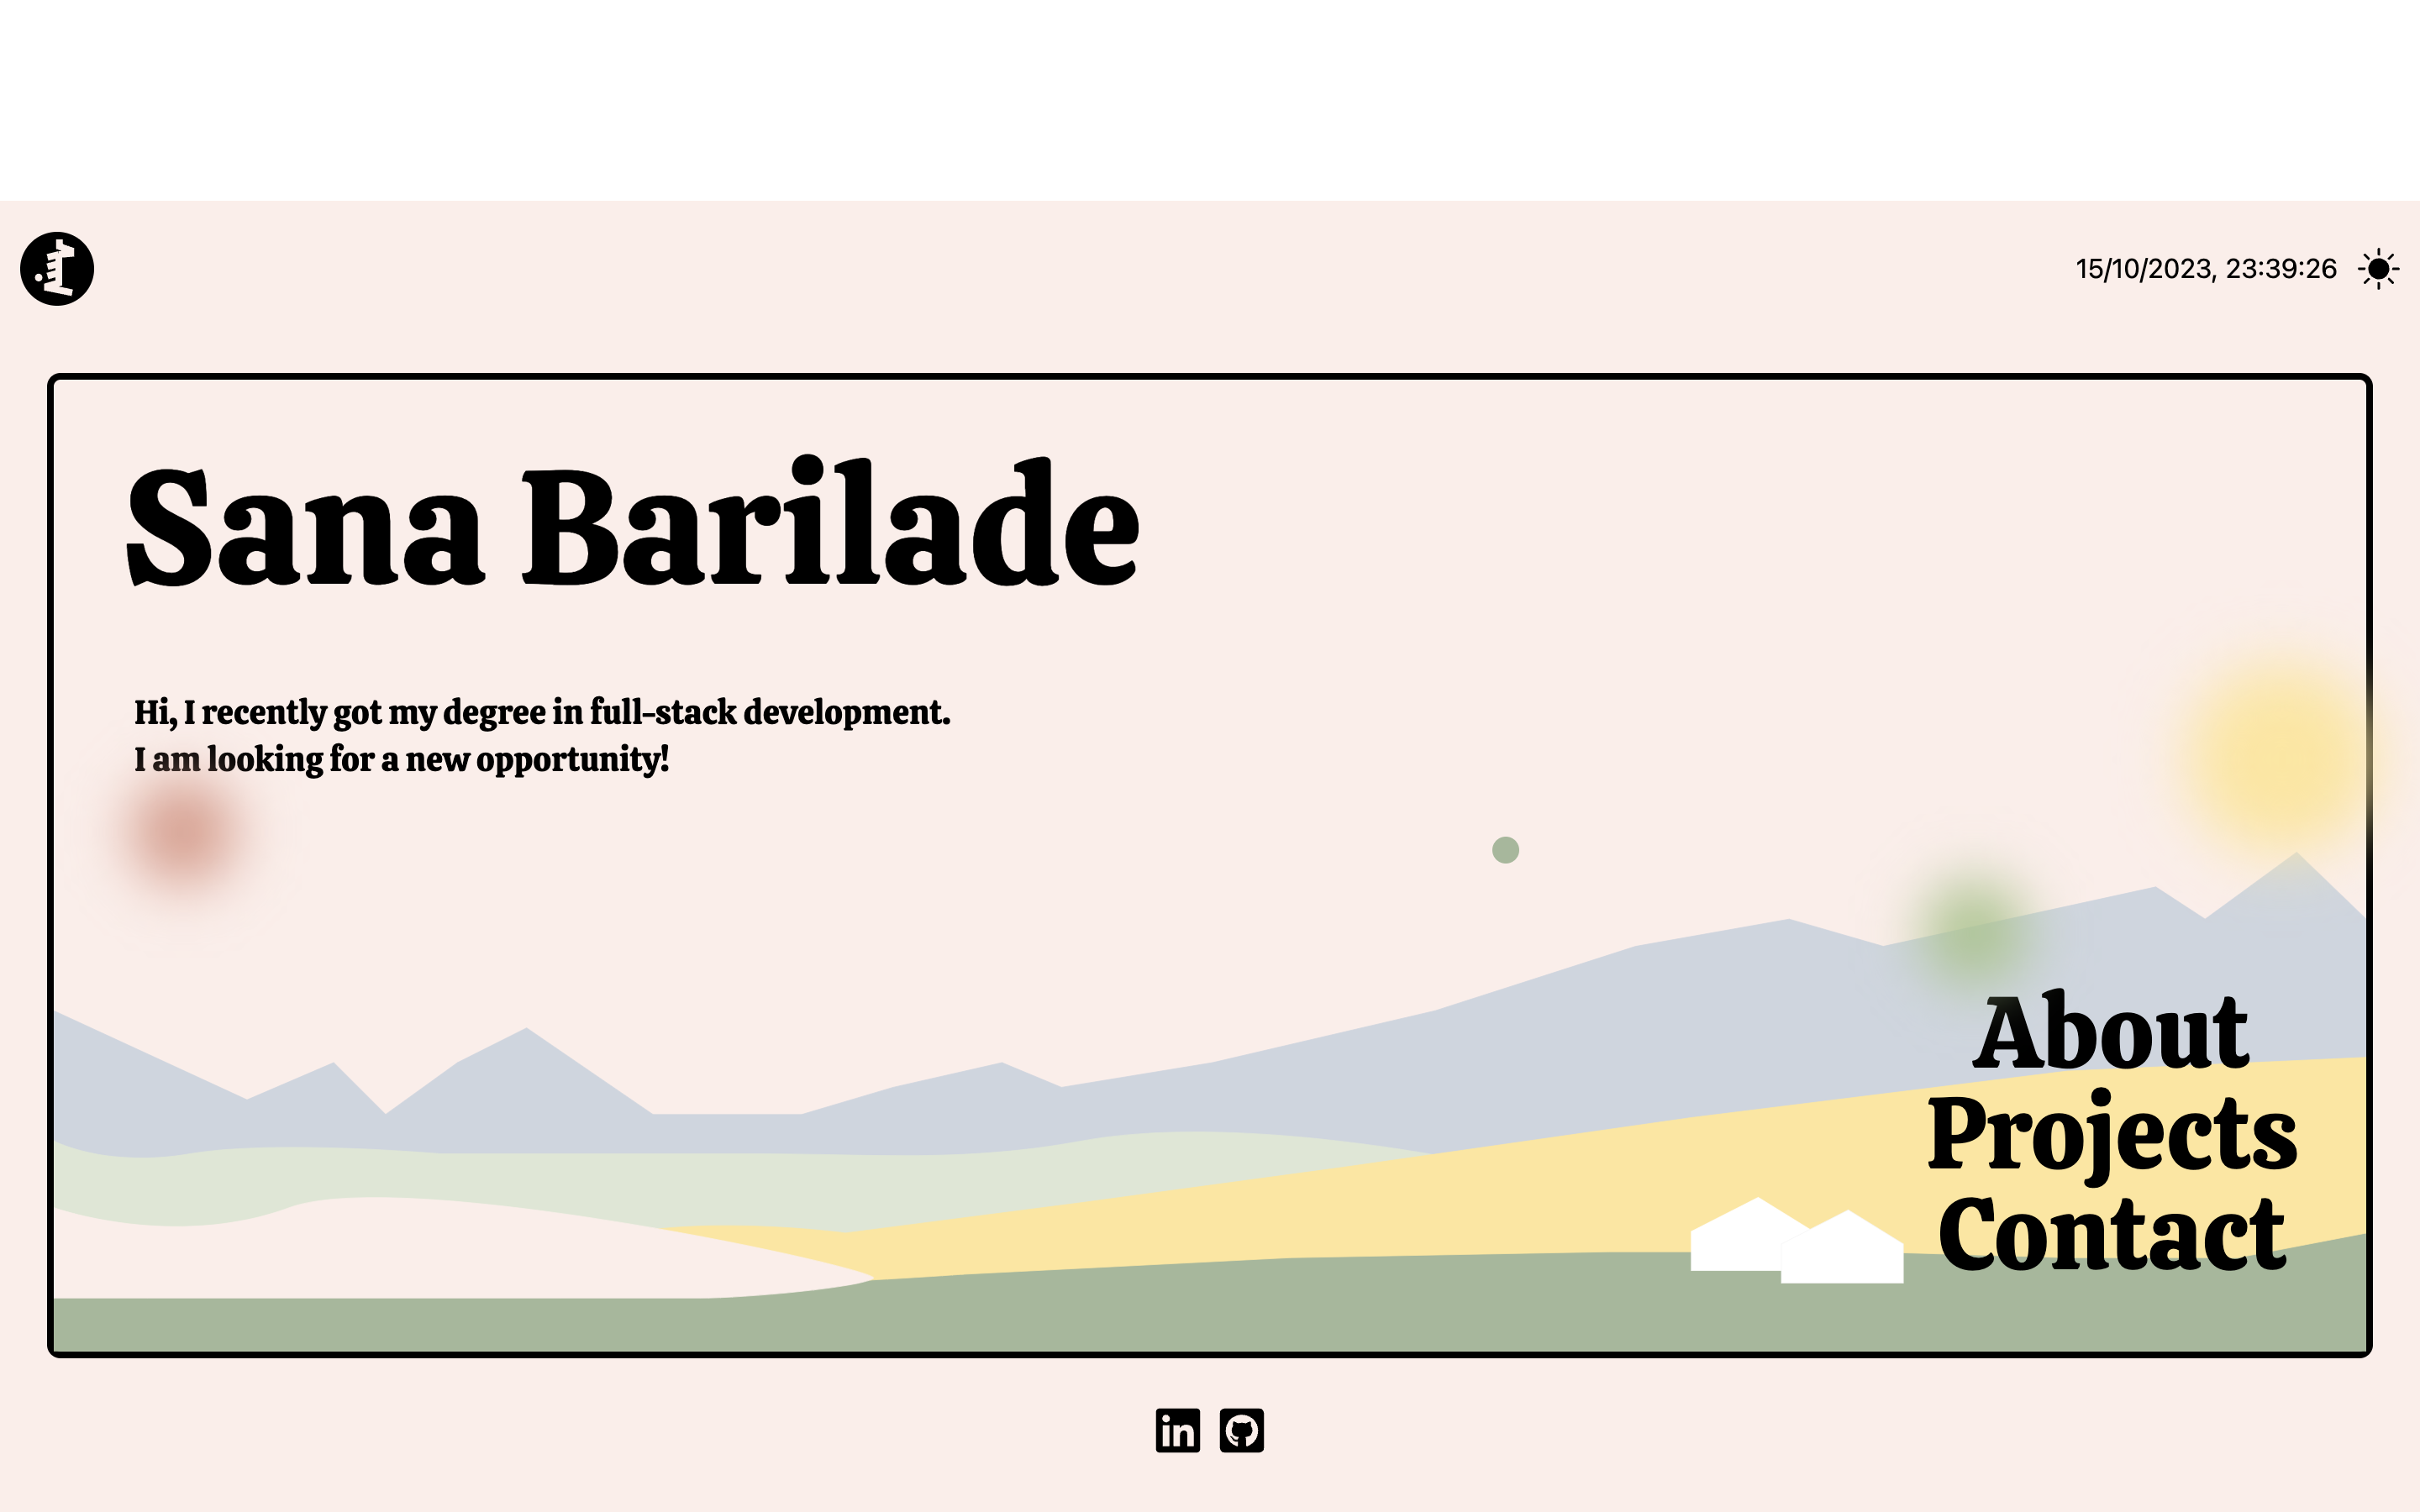 15/10/2023, 23:39:26
Sana Barilade
Hi, I recently got my degree in full-stack development.
I am looking for a new opportunity!
About
Projects
Contact
in